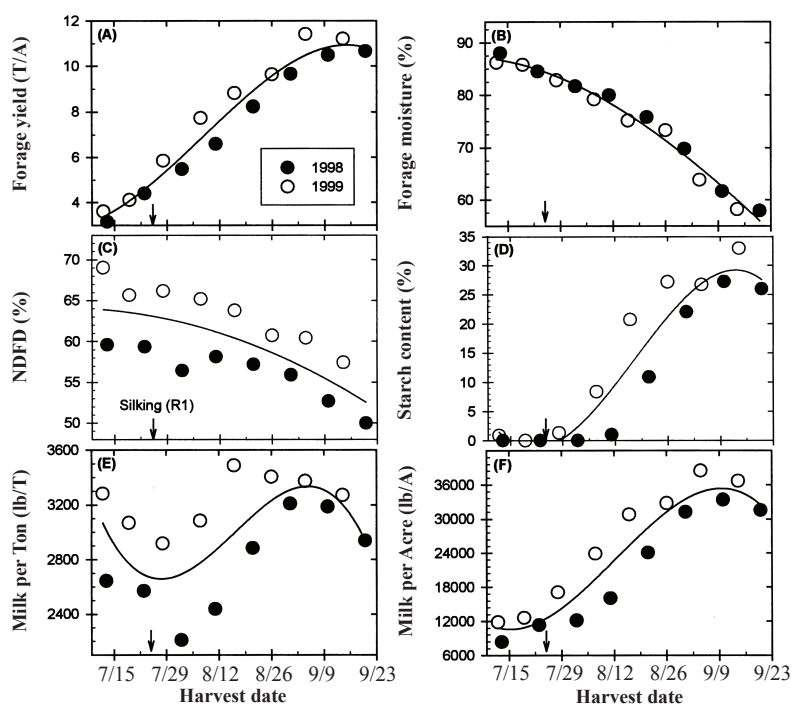 (A)
Forage yield (T/A)
12
10
8
6
4
1998
1999
(B)
Forage moisture (%)
90
80
70
60
(C)
NDFD (%)
70
65
60
55
50
Silking (R1)
(D)
Starch content (%)
35
30
25
20
15
10
5
0
(E)
Milk per Ton (lb/T)
3600
3200
2800
2400
7/15 7/29 8/12 8/26 9/9 9/23
Harvest date
(F)
Milk per Acre (lb/A)
36000
30000
24000
18000
12000
6000
7/15 7/29 8/12 8/26 9/9 9/23
Harvest date